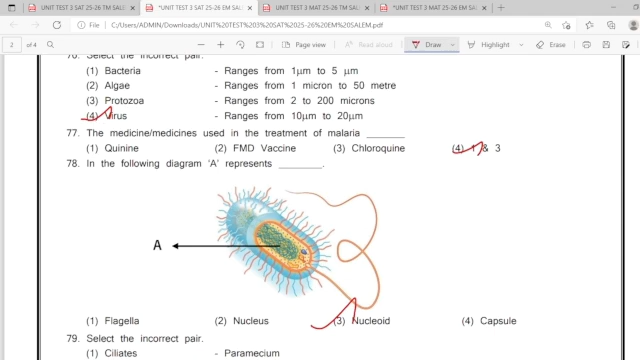 UNIT TEST 3 SAT 25-26 TM SAL
*UNIT TEST 3 SAT 25-26 EM SALE
UNIT TEST 3 MAT 25-26 TM SALE
*UNIT TEST 3 MAT 25-26 EM SA
File | C:/Users/ADMIN/Downloads/UNIT%20TEST%203%20SAT%2025-26%20EM%20SALEM.pdf
2 of 4 Page view Read aloud Draw Highlight Erase
76. Select the incorrect pair.
(1) Bacteria - Ranges from 1μm to 5 μm
(2) Algae - Ranges from 1 micron to 50 metre
(3) Protozoa - Ranges from 2 to 200 microns
(4) Virus - Ranges from 10μm to 20μm
77. The medicine/medicines used in the treatment of malaria ______
(1) Quinine (2) FMD Vaccine (3) Chloroquine (4) 1 & 3
78. In the following diagram 'A' represents ______.
A
(1) Flagella (2) Nucleus (3) Nucleoid (4) Capsule
79. Select the incorrect pair.
(1) Ciliates - Paramecium